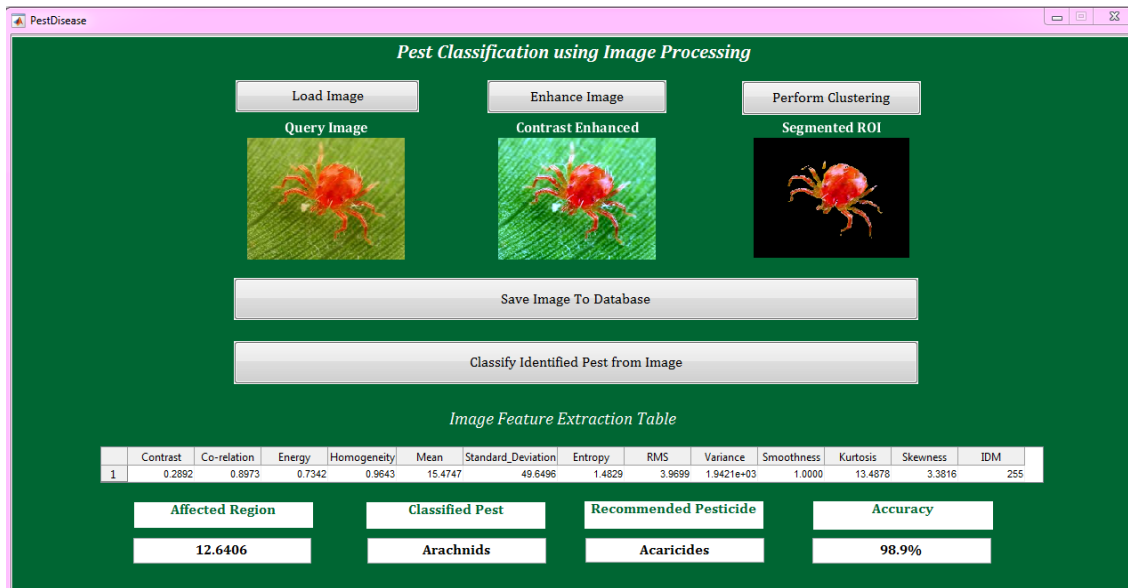 PestDisease
Pest Classification using Image Processing
Load Image Enhance Image Perform Clustering
Query Image Contrast Enhanced Segmented ROI
Save Image To Database
Classify Identified Pest from Image
Image Feature Extraction Table
Contrast Co-relation Energy Homogeneity Mean Standard_Deviation Entropy RMS Variance Smoothness Kurtosis Skewness IDM
1 0.2892 0.8973 0.7342 0.9643 15.4747 49.6496 1.4829 3.9699 1.9421e+03 1.0000 13.4878 3.3816 255
Affected Region Classified Pest Recommended Pesticide Accuracy
12.6406 Arachnids Acaricides 98.9%